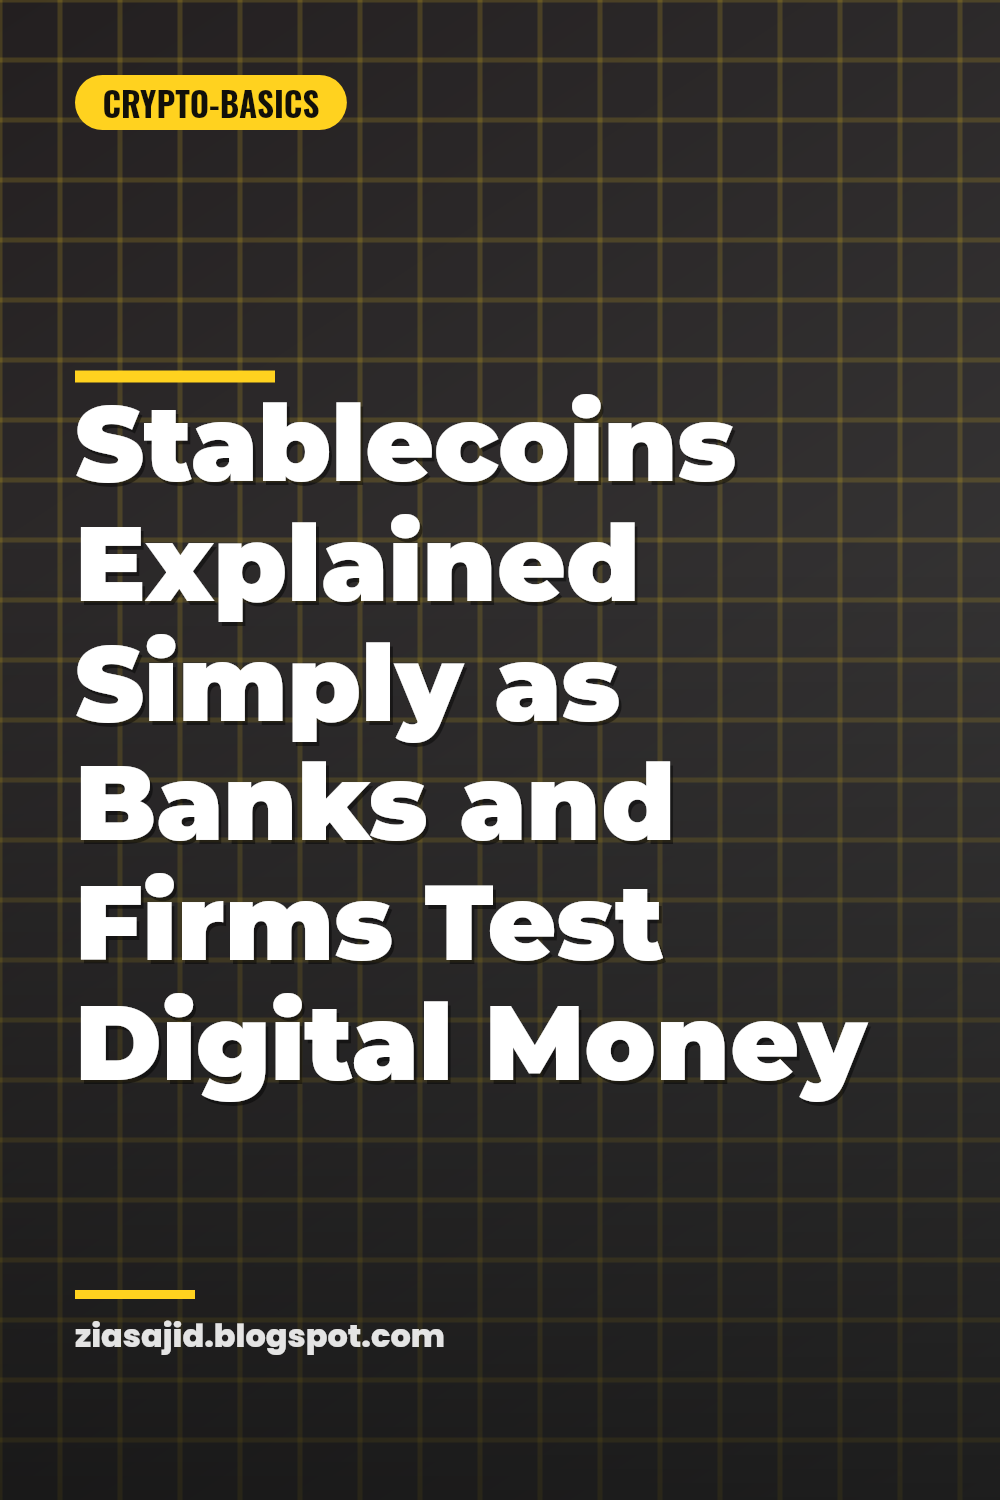 CRYPTO-BASICS
Stablecoins
Explained
Simply as
Banks and
Firms Test
Digital Money
ziasajid.blogspot.com